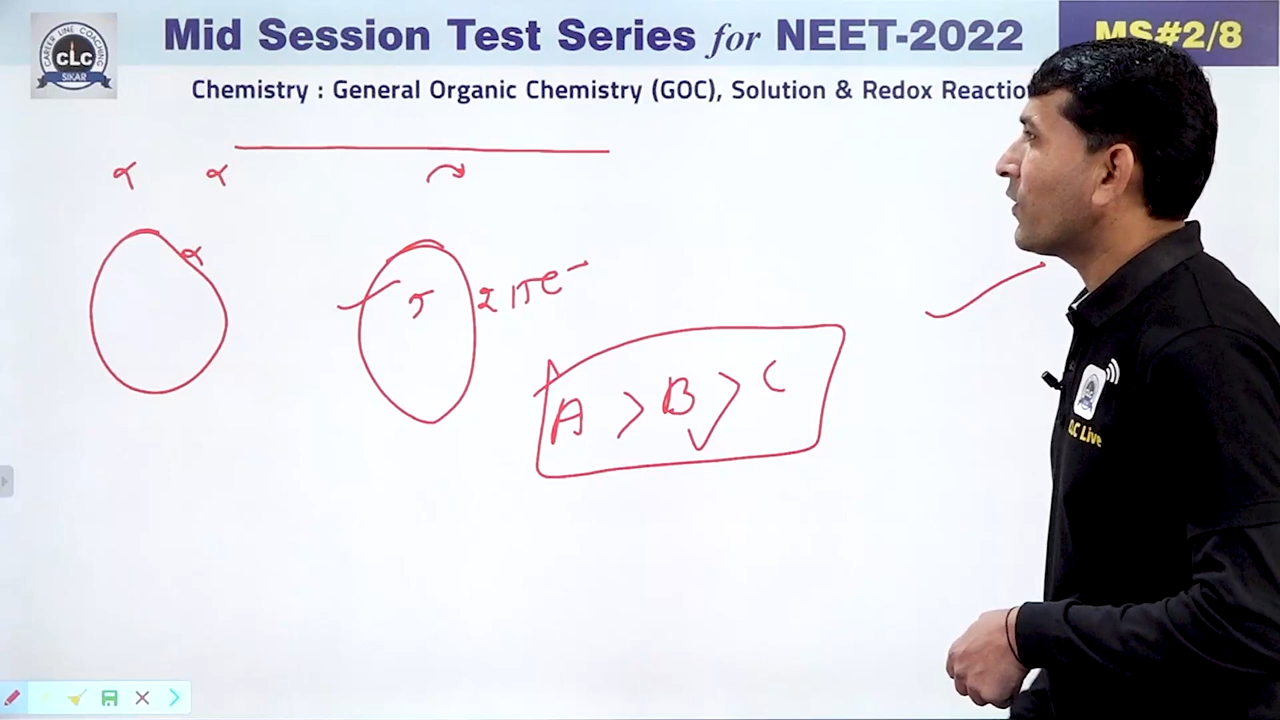 Mid Session Test Series for NEET-2022
MS#2/8
CAREER LINE COACHING
CLC
SIKAR
Chemistry : General Organic Chemistry (GOC), Solution & Redox Reactio
α α
α
π 2πe⁻
A > B > C
LC Live